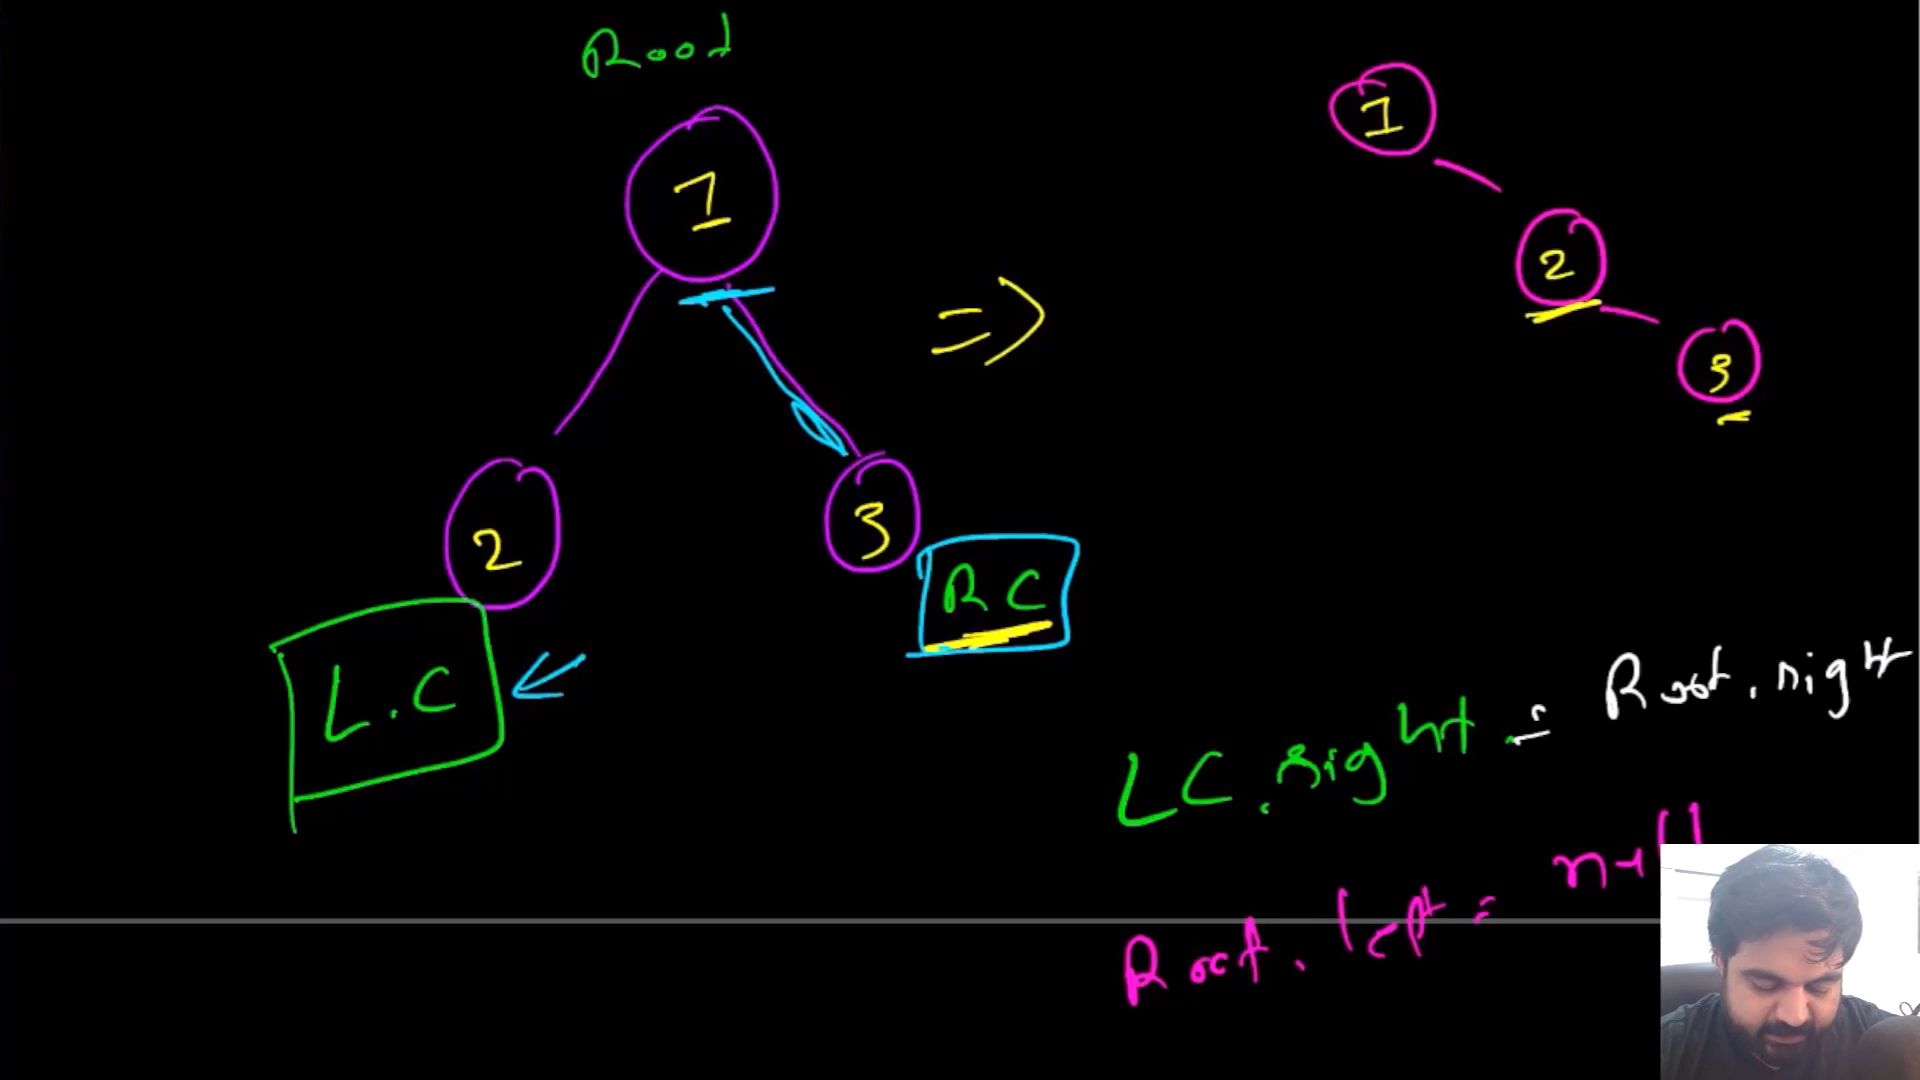 Root
1
1
2
=>
3
2
3
RC
L.C
LC.right = Root.right
Root.left = null